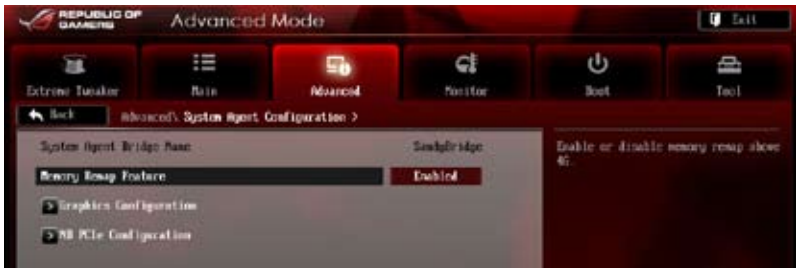 REPUBLIC OF
GAMERS
Advanced Mode
Exit
Extreme Tweaker
Main
Advanced
Monitor
Boot
Tool
Back
Advanced\ System Agent Configuration >
System Agent Bridge Name
SandyBridge
Memory Remap Feature
Enabled
> Graphics Configuration
> NB PCIe Configuration
Enable or disable memory remap above
4G.